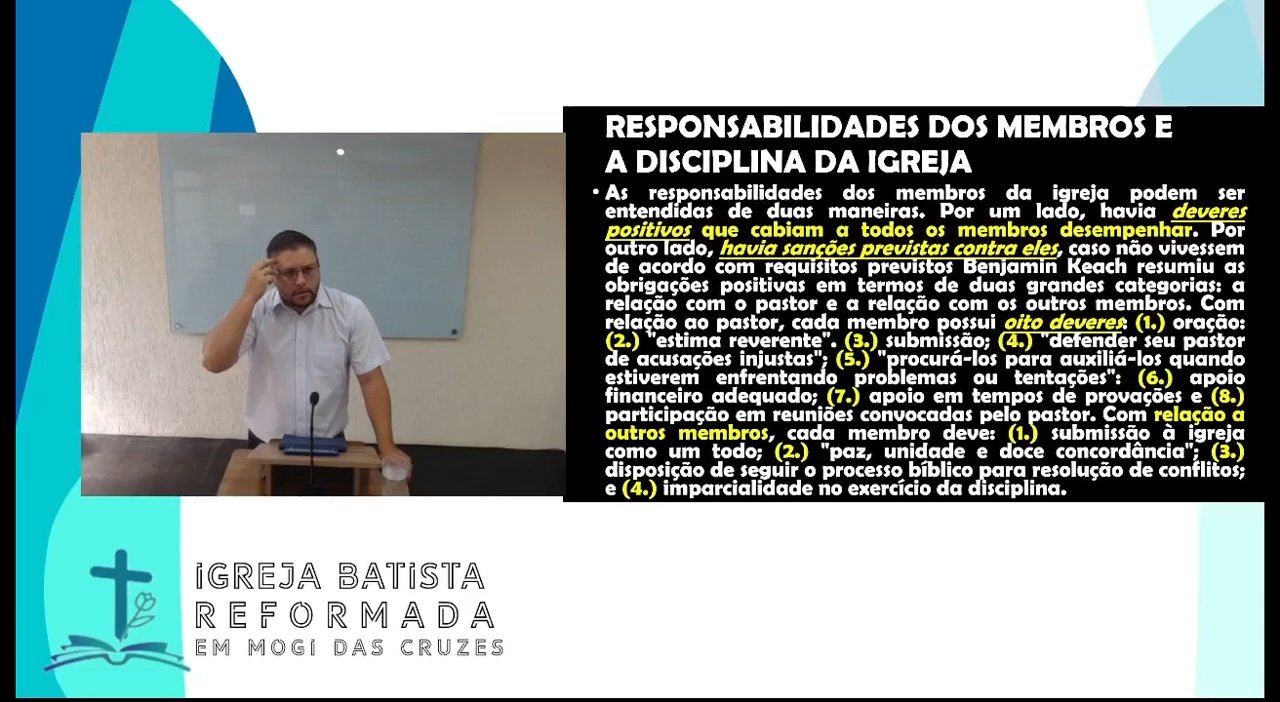 RESPONSABILIDADES DOS MEMBROS E
A DISCIPLINA DA IGREJA
• As responsabilidades dos membros da igreja podem ser
entendidas de duas maneiras. Por um lado, havia deveres
positivos que cabiam a todos os membros desempenhar. Por
outro lado, havia sanções previstas contra eles, caso não vivessem
de acordo com requisitos previstos Benjamin Keach resumiu as
obrigações positivas em termos de duas grandes categorias: a
relação com o pastor e a relação com os outros membros. Com
relação ao pastor, cada membro possui oito deveres: (1.) oração:
(2.) "estima reverente". (3.) submissão; (4.) "defender seu pastor
de acusações injustas"; (5.) "procurá-los para auxiliá-los quando
estiverem enfrentando problemas ou tentações": (6.) apoio
financeiro adequado; (7.) apoio em tempos de provações e (8.)
participação em reuniões convocadas pelo pastor. Com relação a
outros membros, cada membro deve: (1.) submissão à igreja
como um todo; (2.) "paz, unidade e doce concordância"; (3.)
disposição de seguir o processo bíblico para resolução de conflitos;
e (4.) imparcialidade no exercício da disciplina.
IGREJA BATISTA
REFORMADA
EM MOGI DAS CRUZES